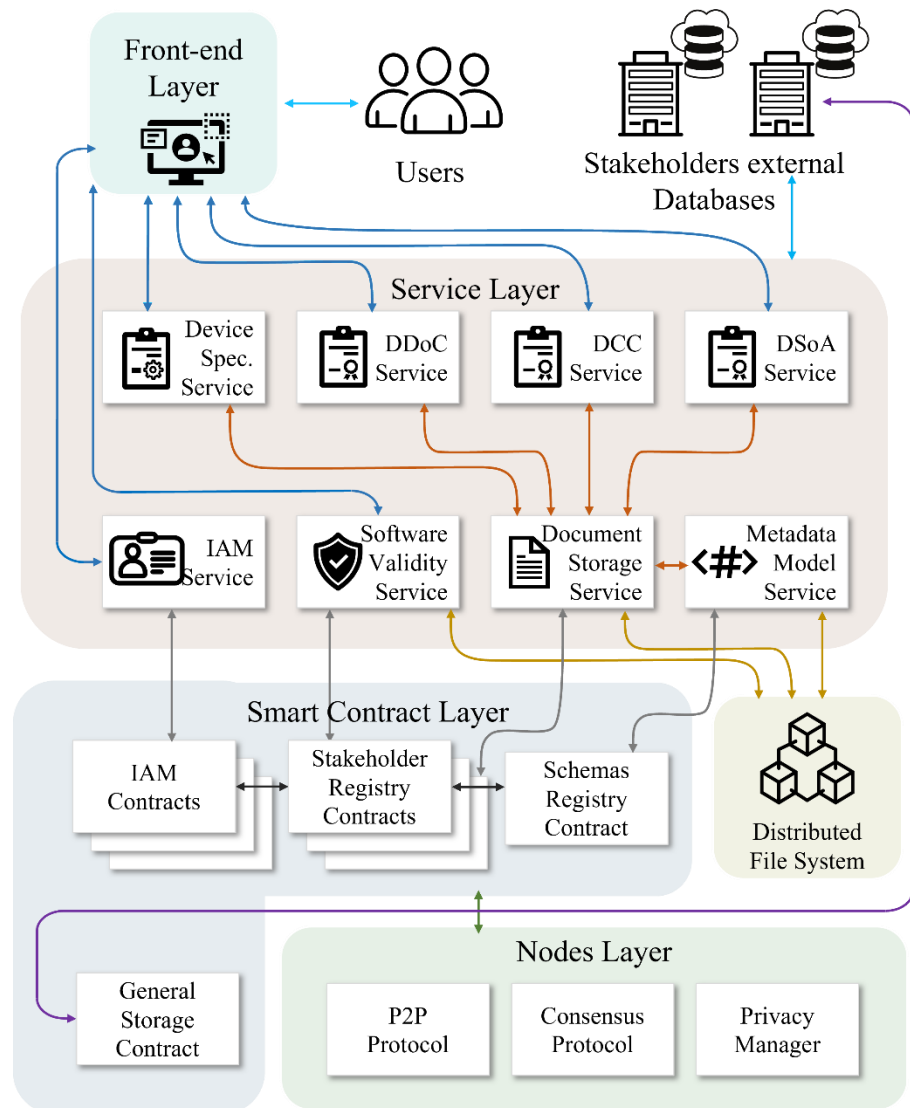 Front-end
Layer
Users
Stakeholders external
Databases
Service Layer
Device
Spec.
Service
DDoC
Service
DCC
Service
DSoA
Service
IAM
Service
Software
Validity
Service
Document
Storage
Service
<#>
Metadata
Model
Service
Smart Contract Layer
IAM
Contracts
Stakeholder
Registry
Contracts
Schemas
Registry
Contract
Distributed
File System
Nodes Layer
General
Storage
Contract
P2P
Protocol
Consensus
Protocol
Privacy
Manager